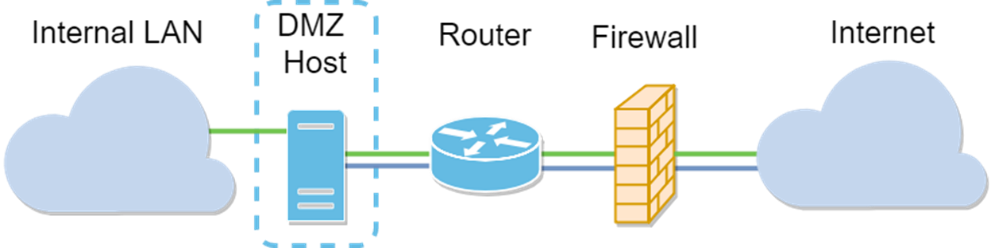 Internal LAN
DMZ
Host
Router
Firewall
Internet